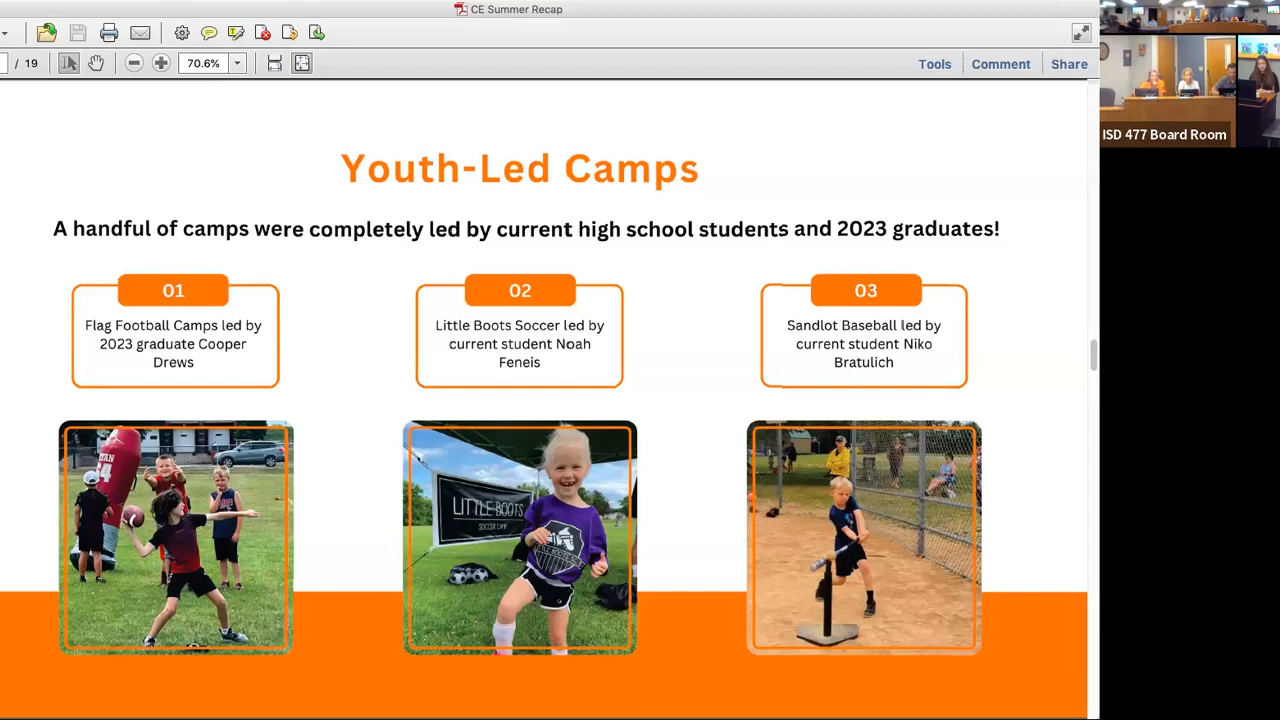 CE Summer Recap
/ 19
70.6%
Tools
Comment
Share
ISD 477 Board Room
Youth-Led Camps
A handful of camps were completely led by current high school students and 2023 graduates!
01
Flag Football Camps led by
2023 graduate Cooper
Drews
02
Little Boots Soccer led by
current student Noah
Feneis
03
Sandlot Baseball led by
current student Niko
Bratulich
LITTLE BOOTS
SOCCER CAMP